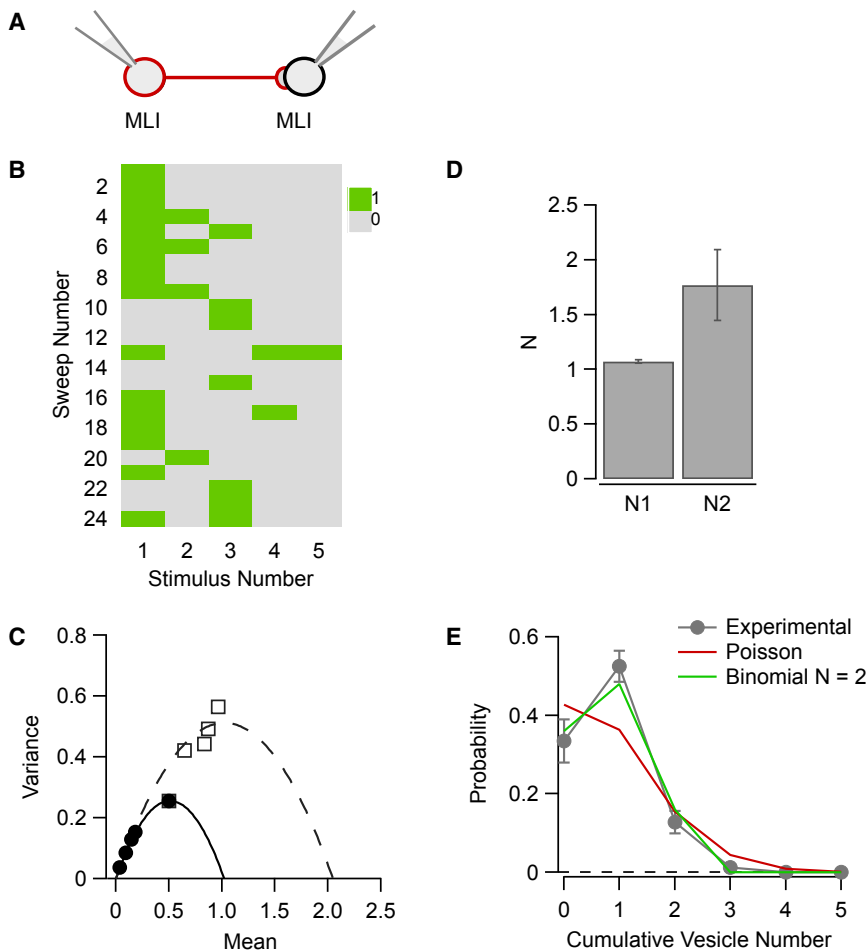 A
MLI MLI
B
Sweep Number
2
4
6
8
10
12
14
16
18
20
22
24
1
0
1 2 3 4 5
Stimulus Number
D
N
2.5
2
1.5
1
0.5
0
N1 N2
C
Variance
0.8
0.6
0.4
0.2
0
0 0.5 1.0 1.5 2.0 2.5
Mean
E
Experimental
Poisson
Binomial N = 2
Probability
0.6
0.4
0.2
0
0 1 2 3 4 5
Cumulative Vesicle Number